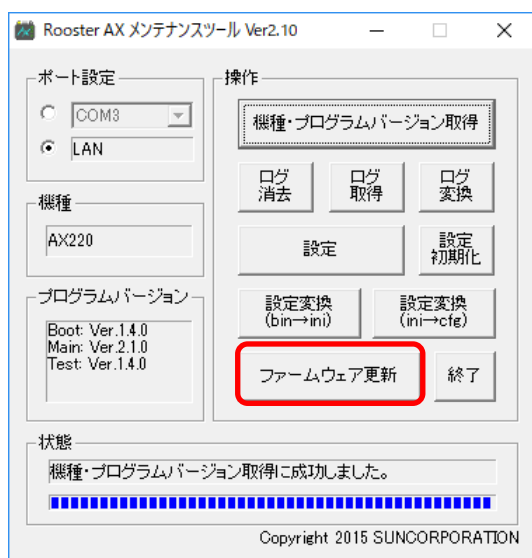 Rooster AX メンテナンスツール Ver2.10
ポート設定
COM3
LAN
機種
AX220
プログラムバージョン
Boot: Ver.1.4.0
Main: Ver.2.1.0
Test: Ver.1.4.0
操作
機種・プログラムバージョン取得
ログ
消去
ログ
取得
ログ
変換
設定
設定
初期化
設定変換
(bin→ini)
設定変換
(ini→cfg)
ファームウェア更新
終了
状態
機種・プログラムバージョン取得に成功しました。
Copyright 2015 SUNCORPORATION